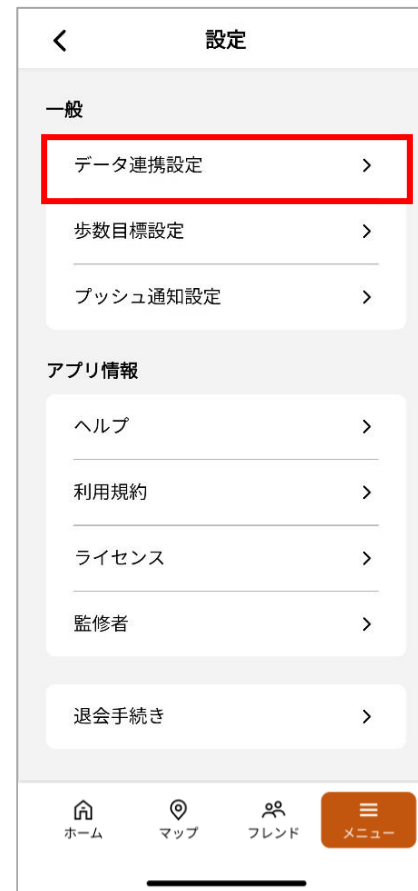 設定
一般
データ連携設定
歩数目標設定
プッシュ通知設定
アプリ情報
ヘルプ
利用規約
ライセンス
監修者
退会手続き
ホーム マップ フレンド メニュー